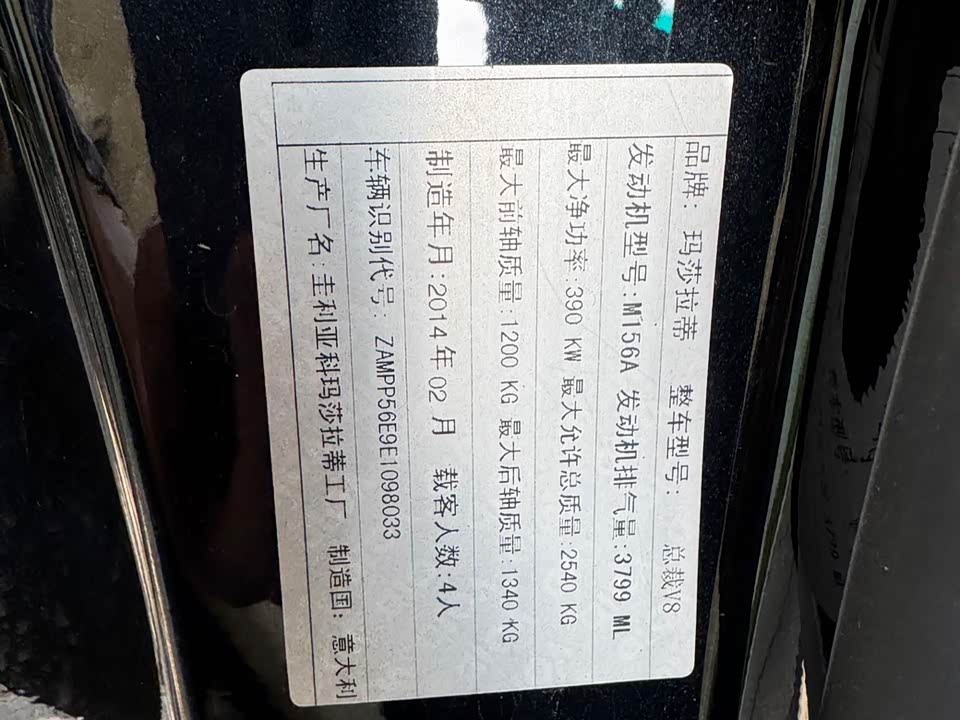 品牌: 玛莎拉蒂 整车型号: 总裁V8
发动机型号:M156A 发动机排气量:3799 ML
最大净功率:390 KW 最大允许总质量:2540 KG
最大前轴质量:1200 KG 最大后轴质量:1340 KG
制造年月:2014年02月 载客人数:4人
车辆识别代号: ZAMPP56E9E1098033
生产厂名:圭利亚科玛莎拉蒂工厂 制造国: 意大利